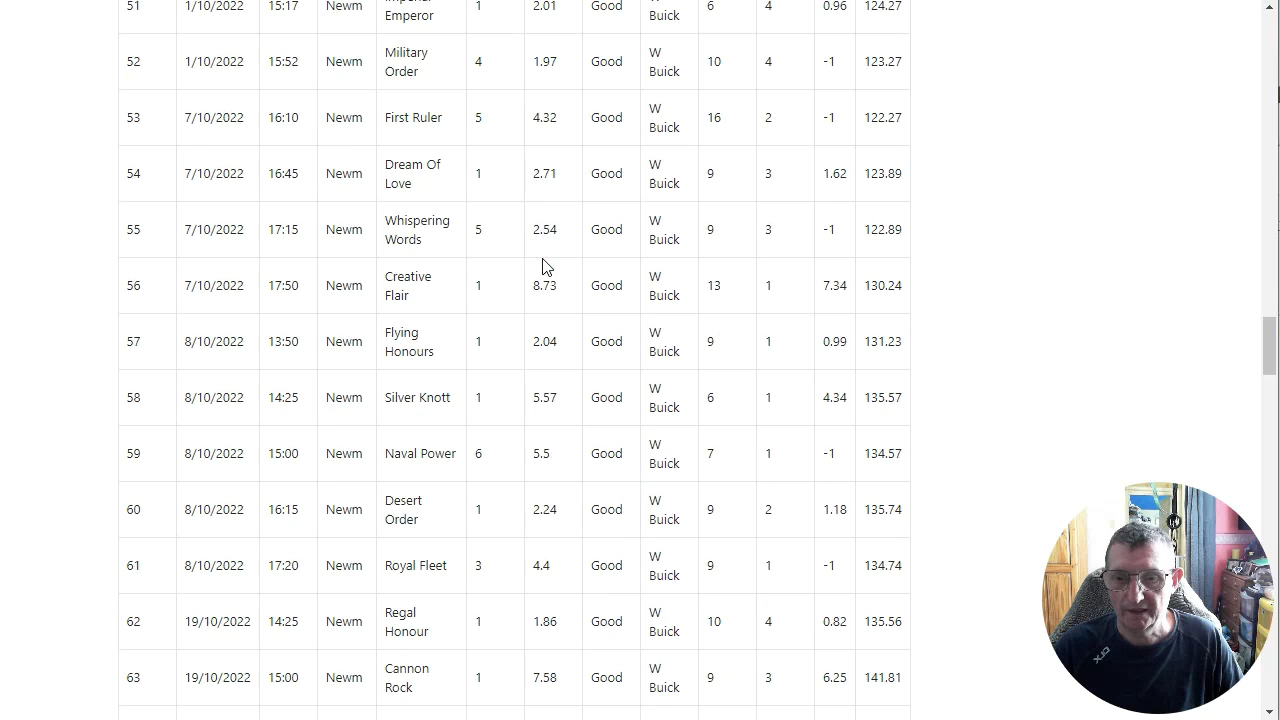 51 1/10/2022 15:17 Newm Imperial Emperor 1 2.01 Good W Buick 6 4 0.96 124.27
52 1/10/2022 15:52 Newm Military Order 4 1.97 Good W Buick 10 4 -1 123.27
53 7/10/2022 16:10 Newm First Ruler 5 4.32 Good W Buick 16 2 -1 122.27
54 7/10/2022 16:45 Newm Dream Of Love 1 2.71 Good W Buick 9 3 1.62 123.89
55 7/10/2022 17:15 Newm Whispering Words 5 2.54 Good W Buick 9 3 -1 122.89
56 7/10/2022 17:50 Newm Creative Flair 1 8.73 Good W Buick 13 1 7.34 130.24
57 8/10/2022 13:50 Newm Flying Honours 1 2.04 Good W Buick 9 1 0.99 131.23
58 8/10/2022 14:25 Newm Silver Knott 1 5.57 Good W Buick 6 1 4.34 135.57
59 8/10/2022 15:00 Newm Naval Power 6 5.5 Good W Buick 7 1 -1 134.57
60 8/10/2022 16:15 Newm Desert Order 1 2.24 Good W Buick 9 2 1.18 135.74
61 8/10/2022 17:20 Newm Royal Fleet 3 4.4 Good W Buick 9 1 -1 134.74
62 19/10/2022 14:25 Newm Regal Honour 1 1.86 Good W Buick 10 4 0.82 135.56
63 19/10/2022 15:00 Newm Cannon Rock 1 7.58 Good W Buick 9 3 6.25 141.81